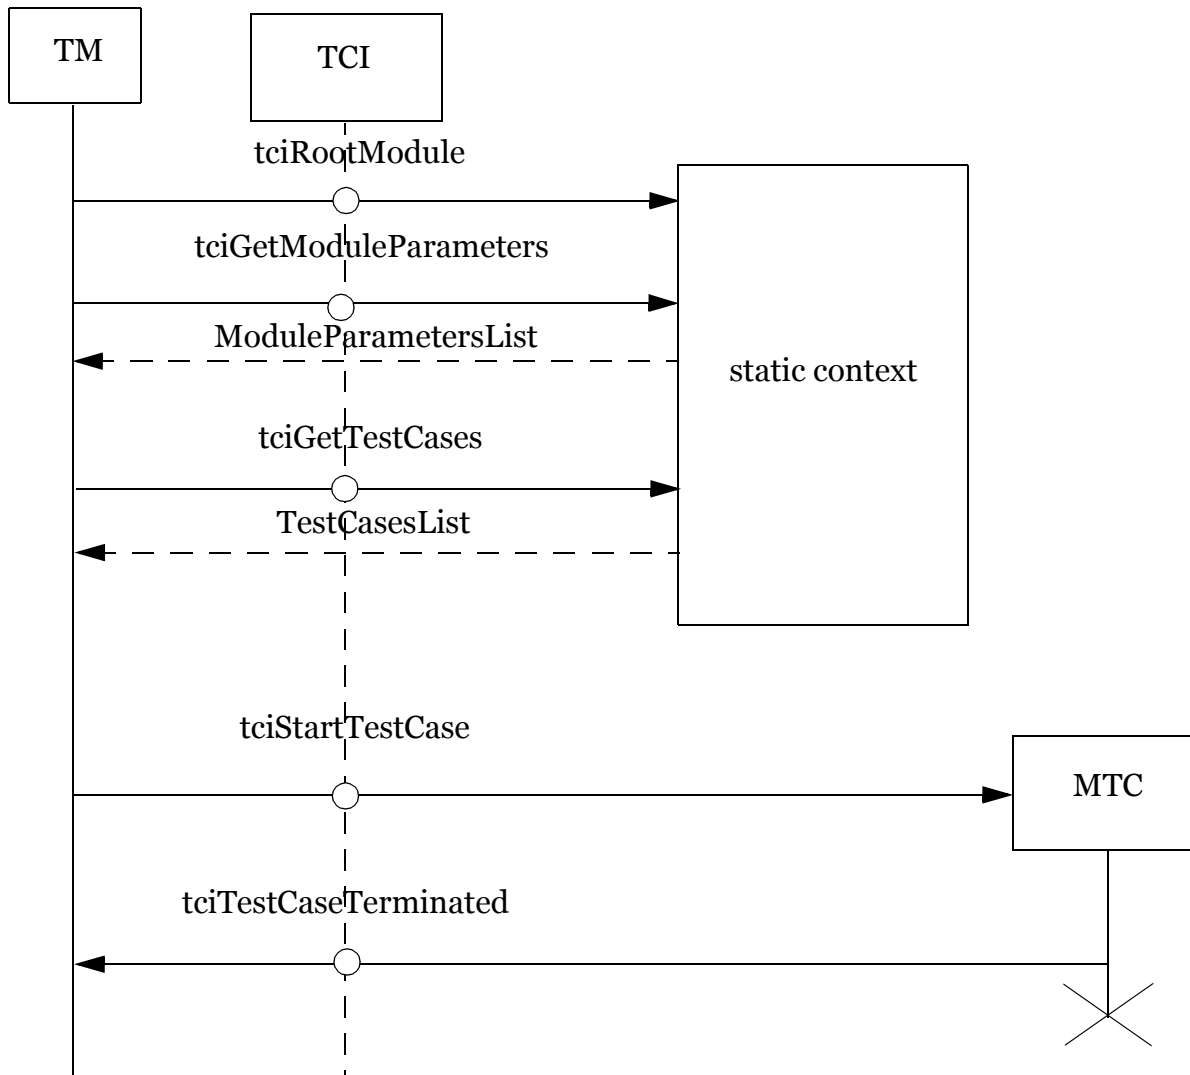 TM
TCI
tciRootModule
tciGetModuleParameters
ModuleParametersList
static context
tciGetTestCases
TestCasesList
tciStartTestCase
MTC
tciTestCaseTerminated